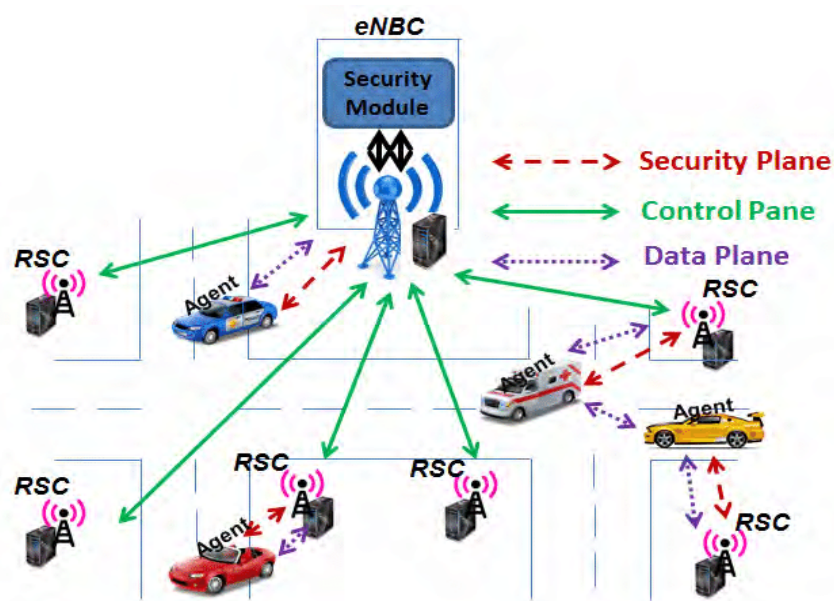 eNBC
Security
Module
Security Plane
Control Pane
Data Plane
RSC
Agent
RSC
Agent
Agent
RSC
RSC
RSC
Agent
RSC